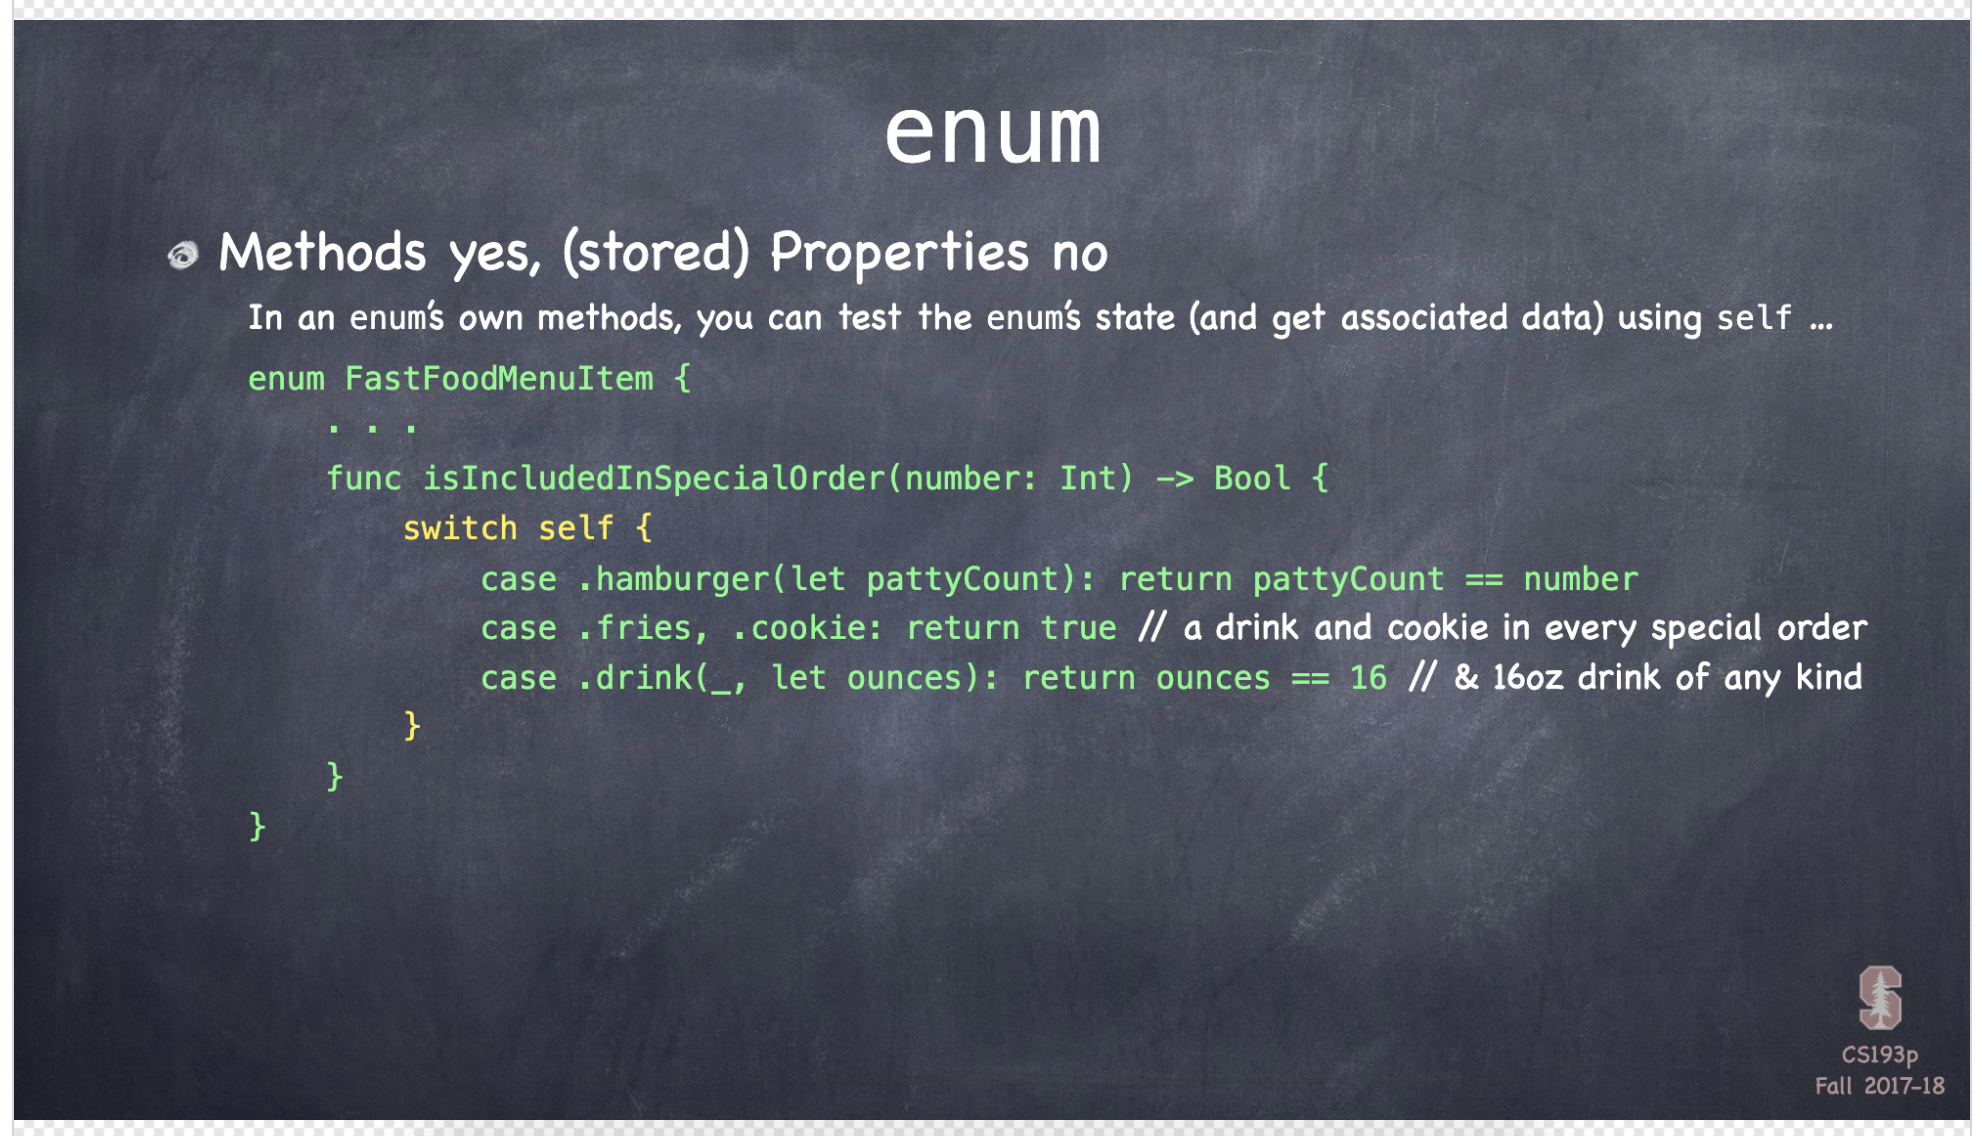 enum
Methods yes, (stored) Properties no
In an enum's own methods, you can test the enum's state (and get associated data) using self ...
enum FastFoodMenuItem {
. . .
func isIncludedInSpecialOrder(number: Int) -> Bool {
switch self {
case .hamburger(let pattyCount): return pattyCount == number
case .fries, .cookie: return true // a drink and cookie in every special order
case .drink(_, let ounces): return ounces == 16 // & 16oz drink of any kind
}
}
}
S
CS193p
Fall 2017-18